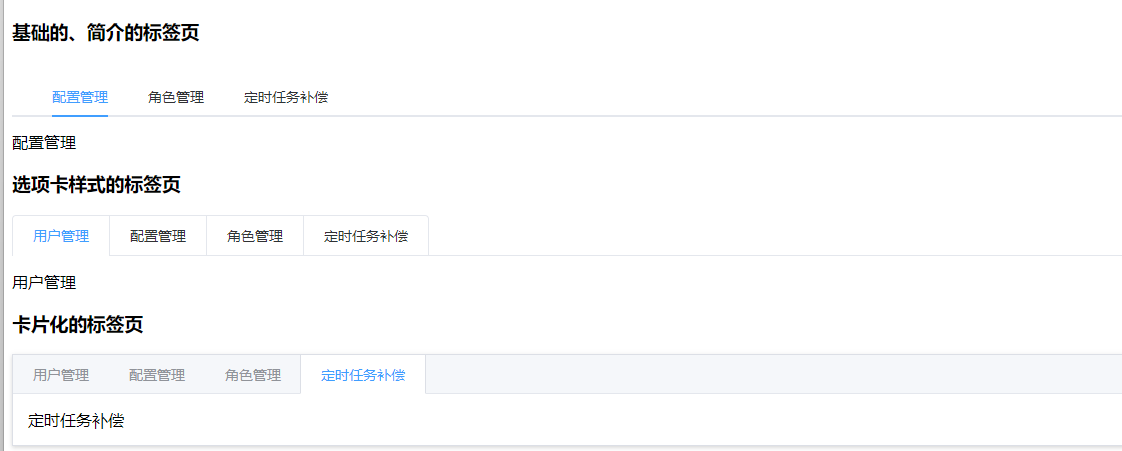 基础的、简介的标签页
配置管理 角色管理 定时任务补偿
配置管理
选项卡样式的标签页
用户管理 配置管理 角色管理 定时任务补偿
用户管理
卡片化的标签页
用户管理 配置管理 角色管理 定时任务补偿
定时任务补偿